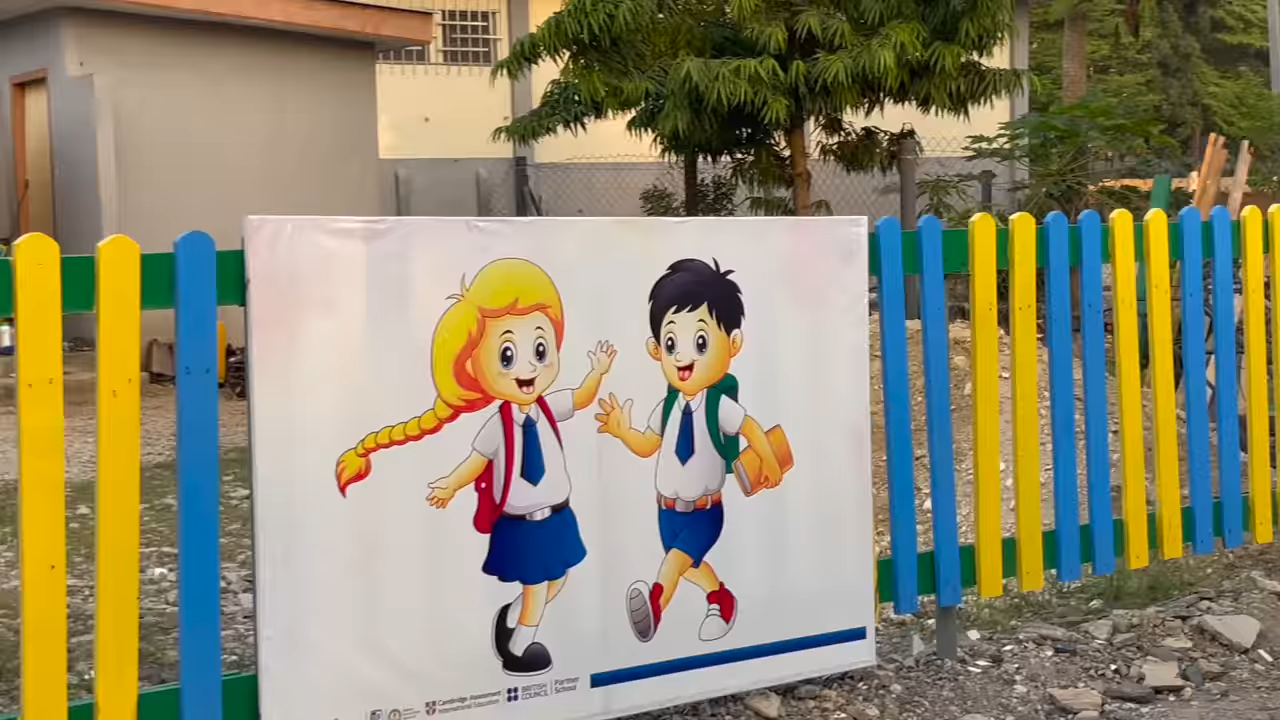 Cambridge Assessment
International Education
BRITISH
COUNCIL
Partner
School